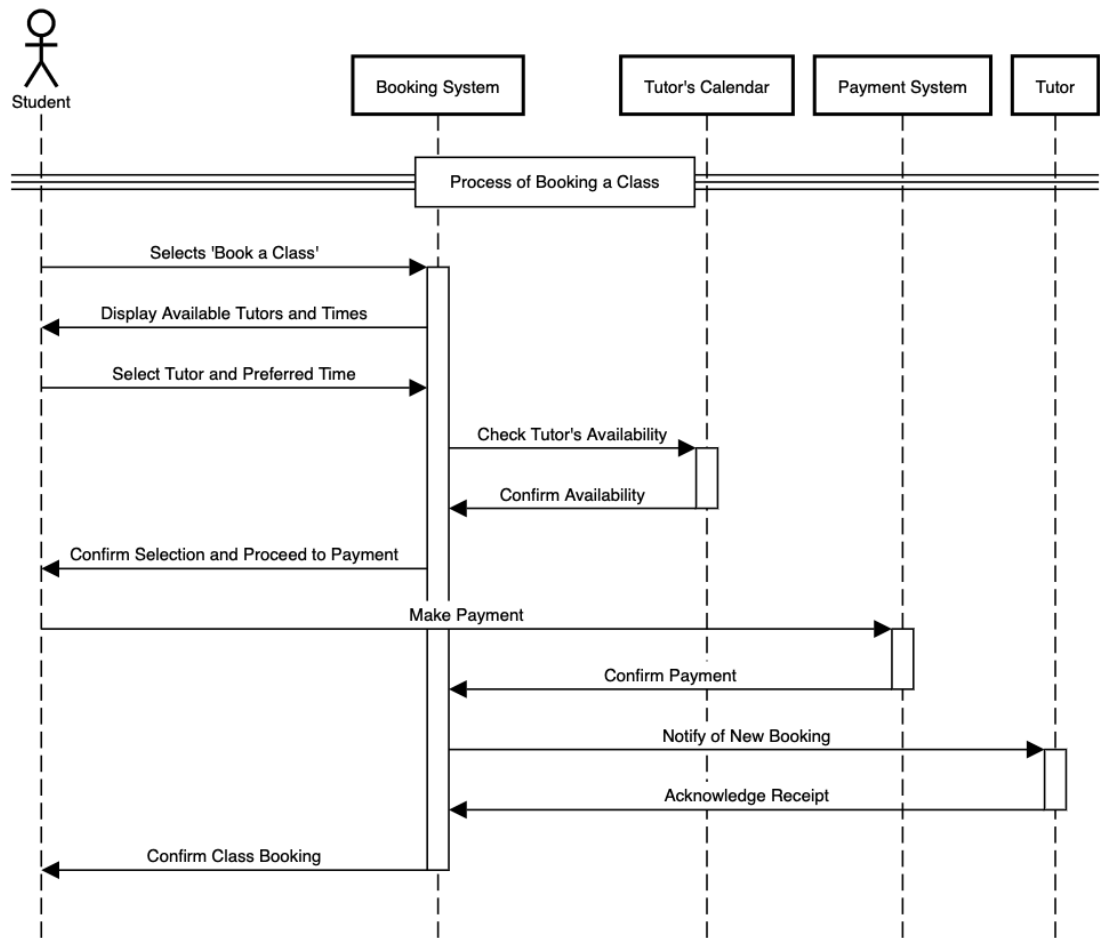 Student
Booking System
Tutor's Calendar
Payment System
Tutor
Process of Booking a Class
Selects 'Book a Class'
Display Available Tutors and Times
Select Tutor and Preferred Time
Check Tutor's Availability
Confirm Availability
Confirm Selection and Proceed to Payment
Make Payment
Confirm Payment
Notify of New Booking
Acknowledge Receipt
Confirm Class Booking